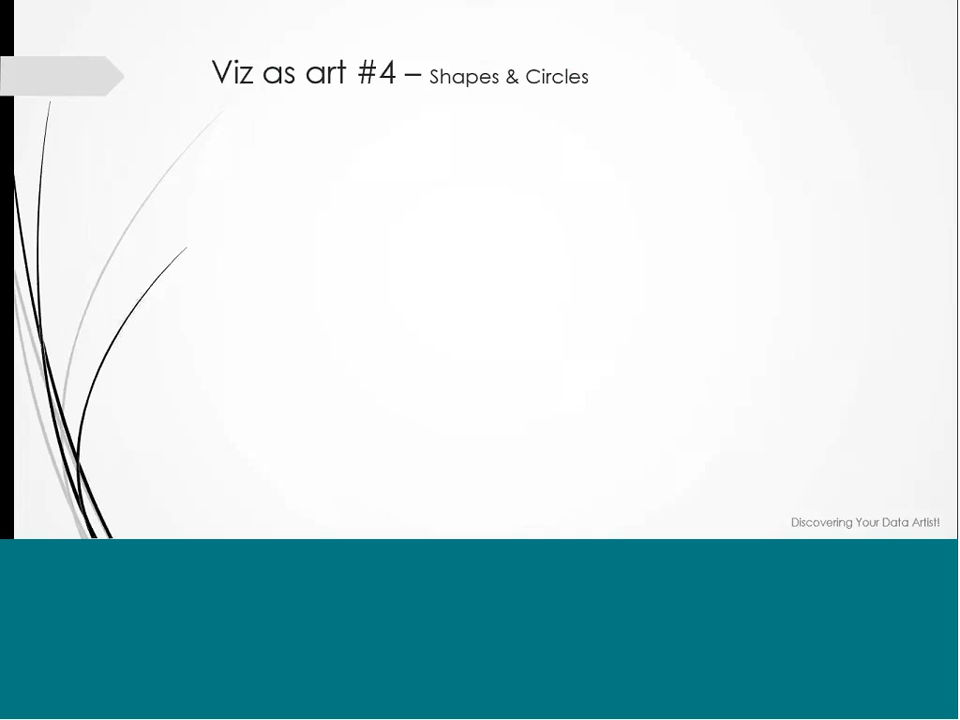 Viz as art #4 – Shapes & Circles
Discovering Your Data Artist!